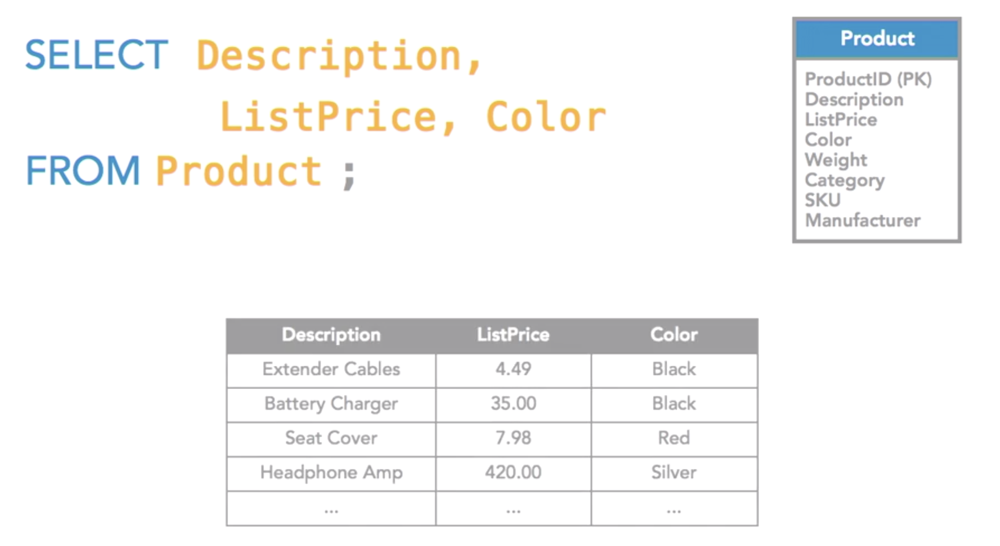 SELECT Description,
ListPrice, Color
FROM Product ;
Product
ProductID (PK)
Description
ListPrice
Color
Weight
Category
SKU
Manufacturer
Description ListPrice Color
Extender Cables 4.49 Black
Battery Charger 35.00 Black
Seat Cover 7.98 Red
Headphone Amp 420.00 Silver
... ... ...